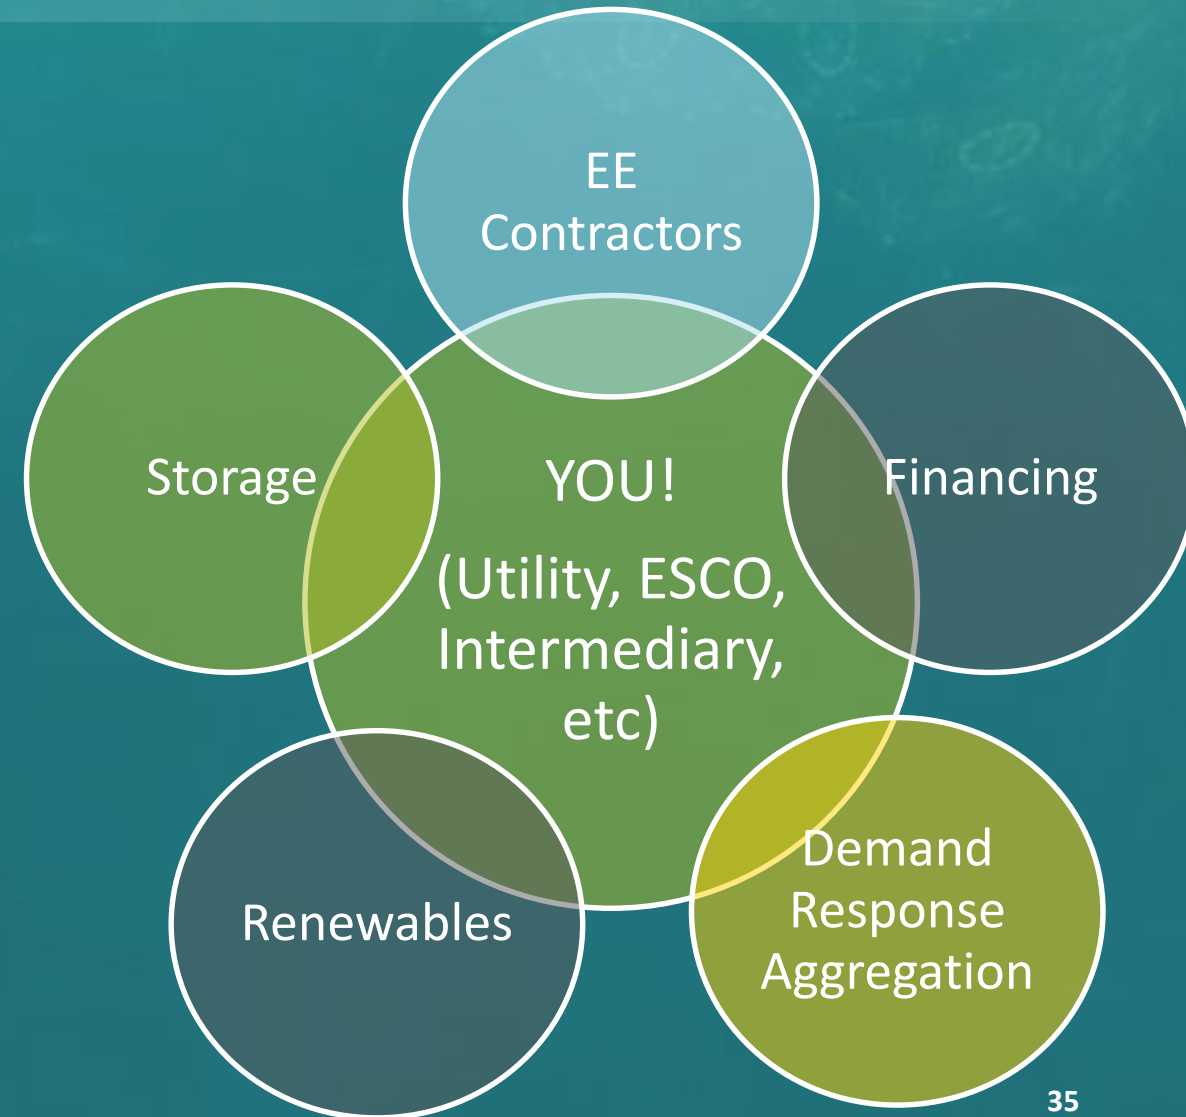 EE
Contractors
Storage
YOU!
(Utility, ESCO,
Intermediary,
etc)
Financing
Renewables
Demand
Response
Aggregation
35